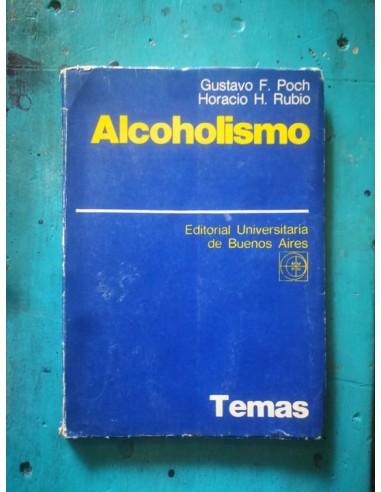 Gustavo F. Poch
Horacio H. Rubio
Alcoholismo
Editorial Universitaria
de Buenos Aires
Temas